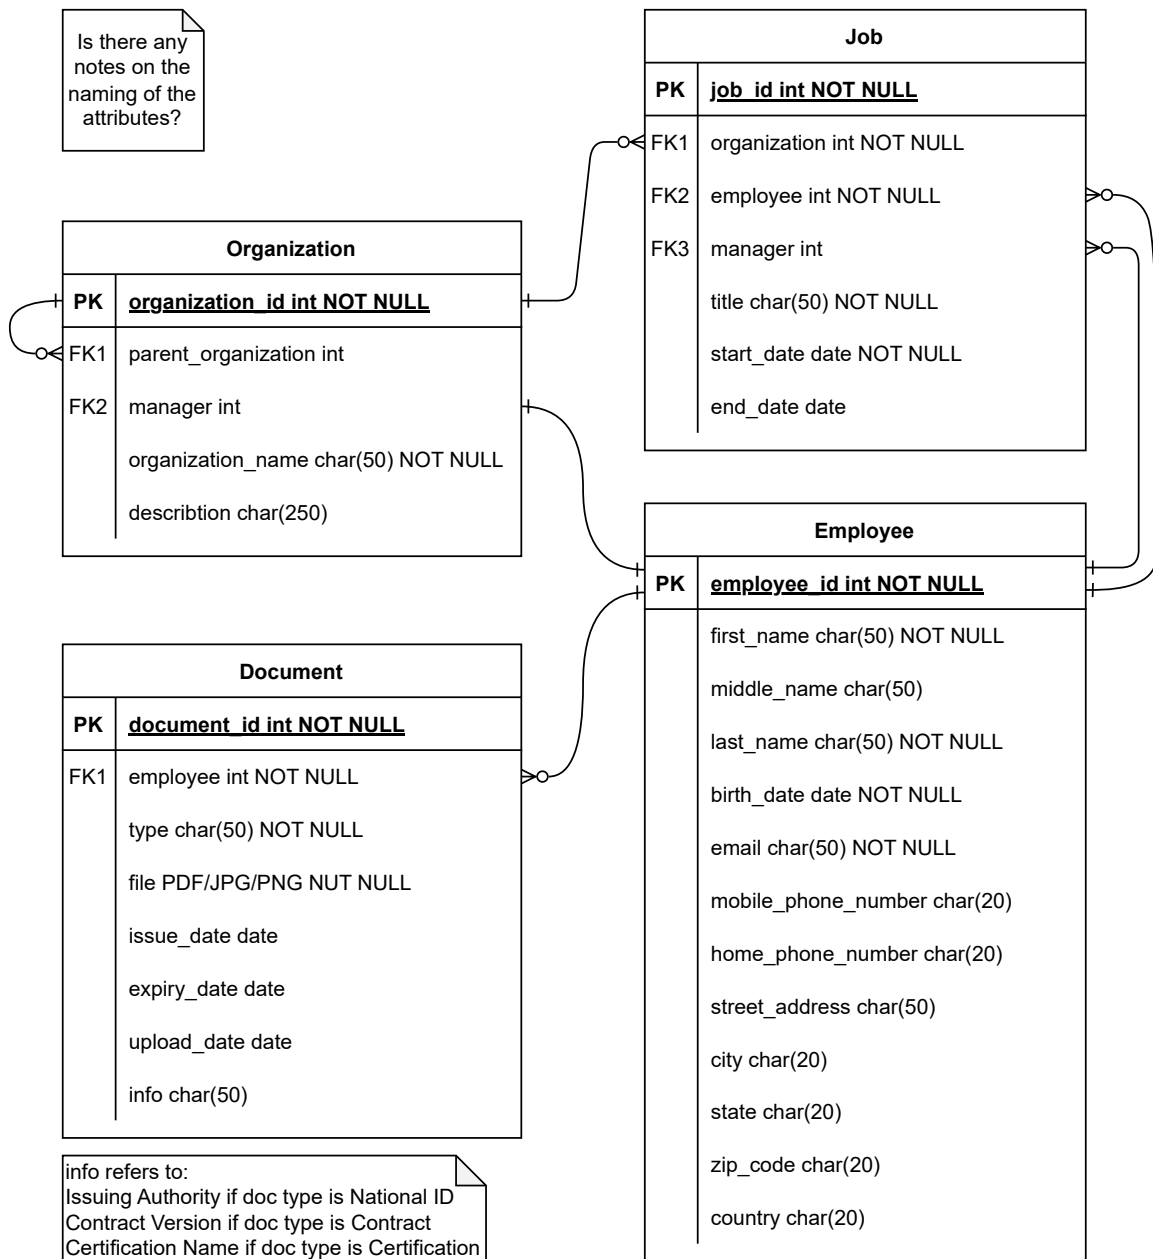 Is there any
notes on the
naming of the
attributes?
Job
PK job_id int NOT NULL
FK1 organization int NOT NULL
FK2 employee int NOT NULL
FK3 manager int
title char(50) NOT NULL
start_date date NOT NULL
end_date date
Organization
PK organization_id int NOT NULL
FK1 parent_organization int
FK2 manager int
organization_name char(50) NOT NULL
describtion char(250)
Employee
PK employee_id int NOT NULL
first_name char(50) NOT NULL
middle_name char(50)
last_name char(50) NOT NULL
birth_date date NOT NULL
email char(50) NOT NULL
mobile_phone_number char(20)
home_phone_number char(20)
street_address char(50)
city char(20)
state char(20)
zip_code char(20)
country char(20)
Document
PK document_id int NOT NULL
FK1 employee int NOT NULL
type char(50) NOT NULL
file PDF/JPG/PNG NUT NULL
issue_date date
expiry_date date
upload_date date
info char(50)
info refers to:
Issuing Authority if doc type is National ID
Contract Version if doc type is Contract
Certification Name if doc type is Certification